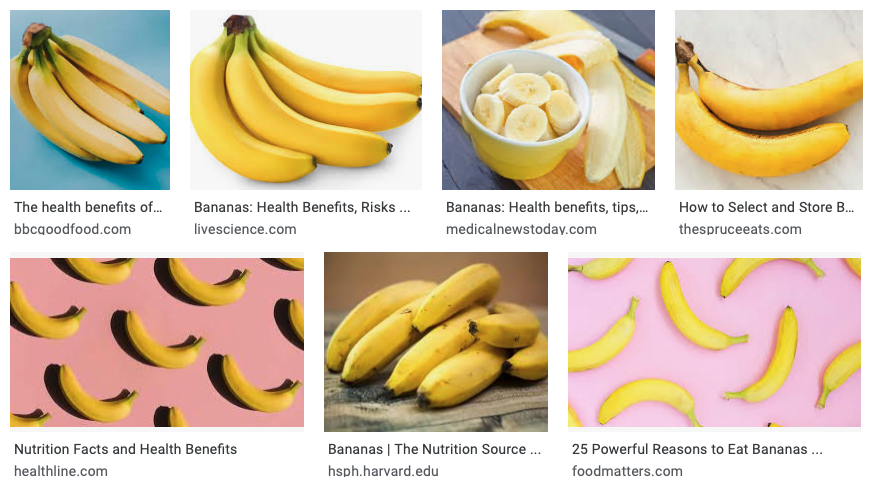 The health benefits of...
bbcgoodfood.com
Bananas: Health Benefits, Risks ...
livescience.com
Bananas: Health benefits, tips,...
medicalnewstoday.com
How to Select and Store B...
thespruceeats.com
Nutrition Facts and Health Benefits
healthline.com
Bananas | The Nutrition Source ...
hsph.harvard.edu
25 Powerful Reasons to Eat Bananas ...
foodmatters.com